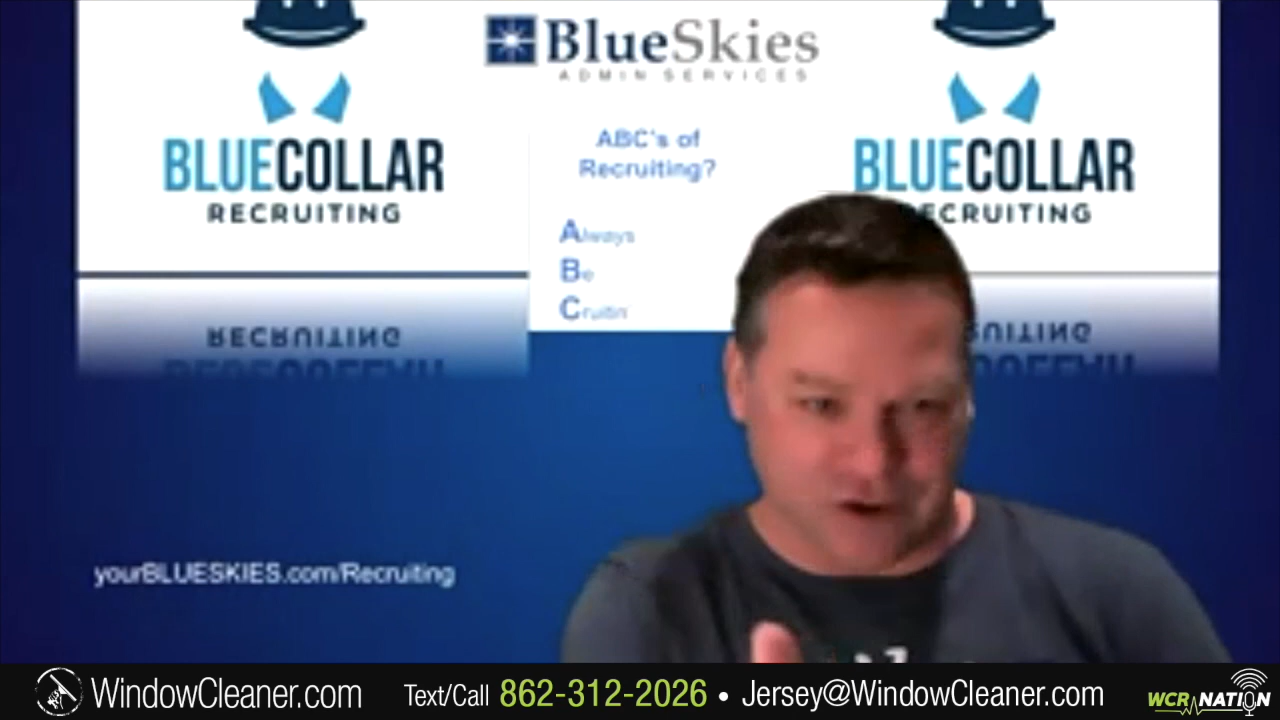 BlueSkies
ADMIN SERVICES
BLUECOLLAR
RECRUITING
ABC's of
Recruiting?
Always
Be
Cruitin'
BLUECOLLAR
RECRUITING
RECRUITING
yourBLUESKIES.com/Recruiting
WindowCleaner.com
Text/Call 862-312-2026 • Jersey@WindowCleaner.com
WCR NATION